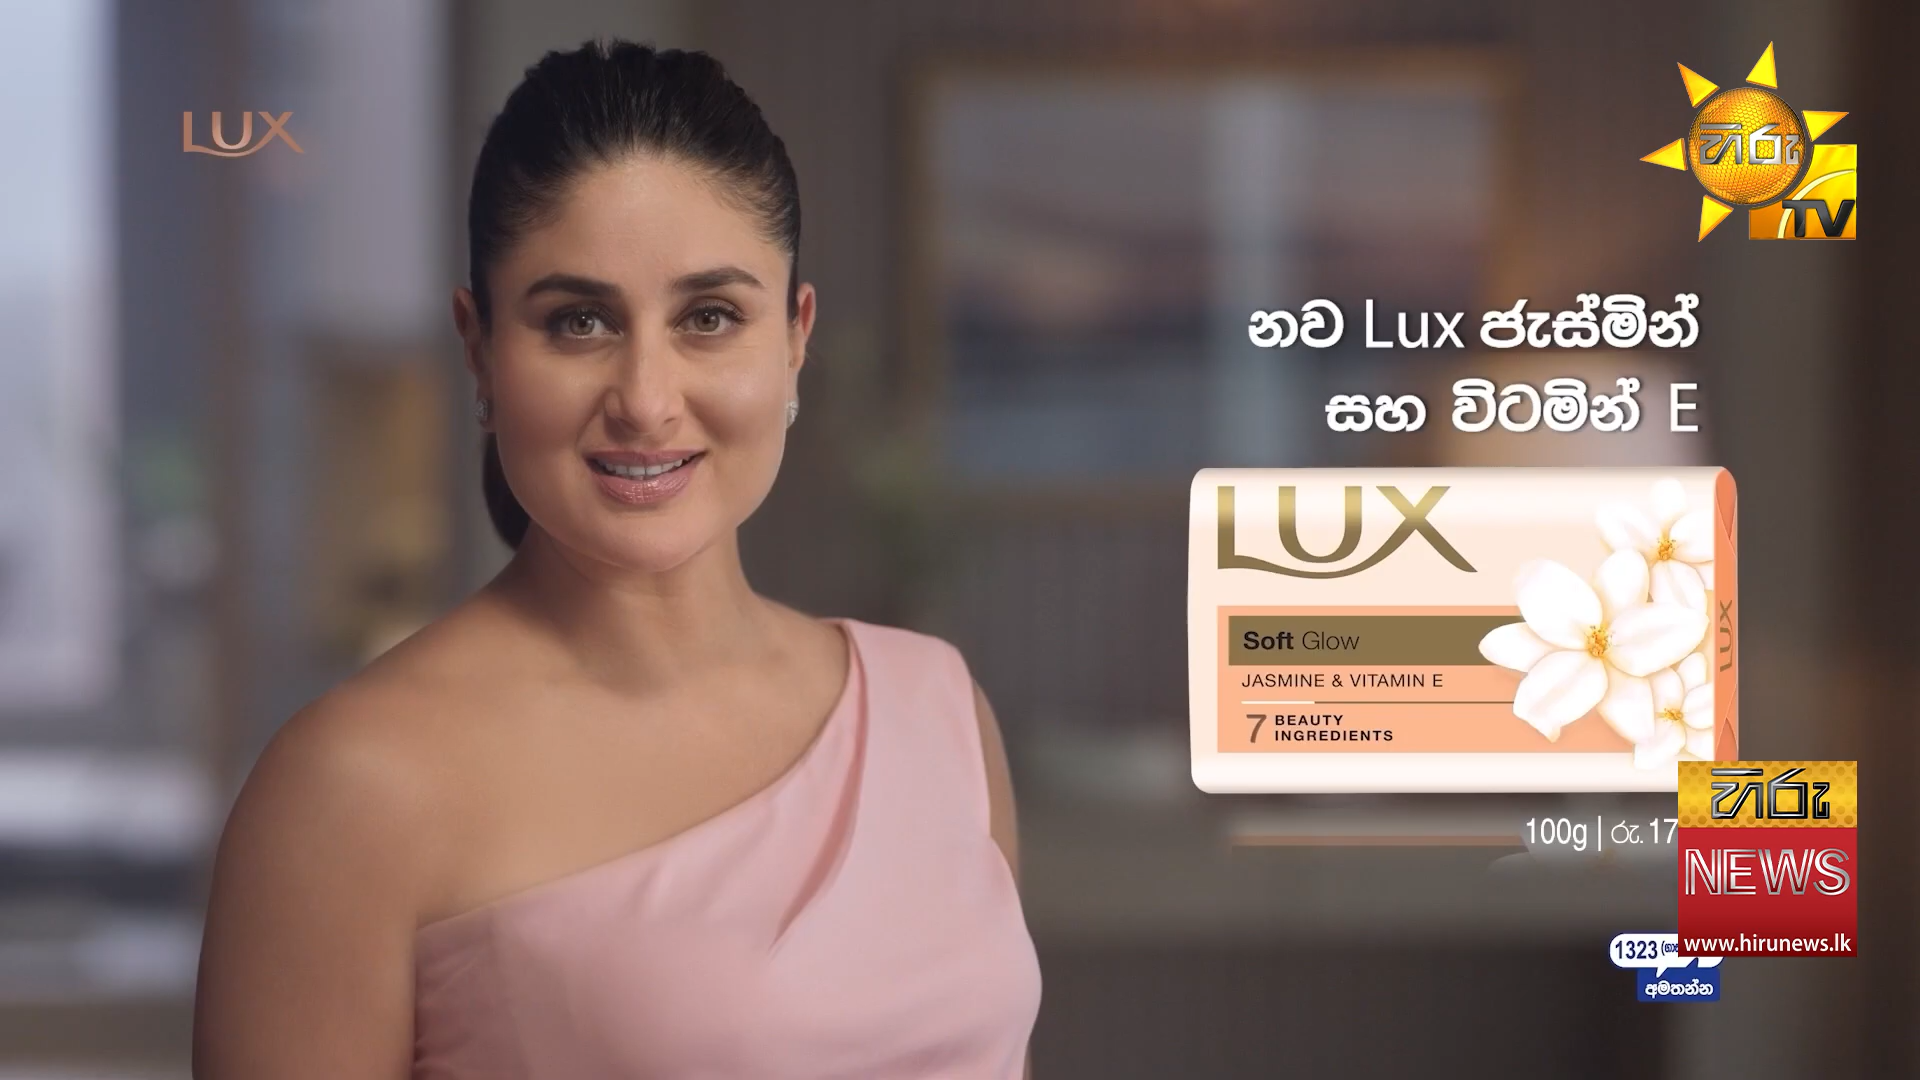 LUX
හිරු
TV
නව Lux ජැස්මින්
සහ විටමින් E
LUX
Soft Glow
JASMINE & VITAMIN E
7 BEAUTY
INGREDIENTS
LUX
100g | රු. 17
හිරු
NEWS
www.hirunews.lk
1323
අමතන්න